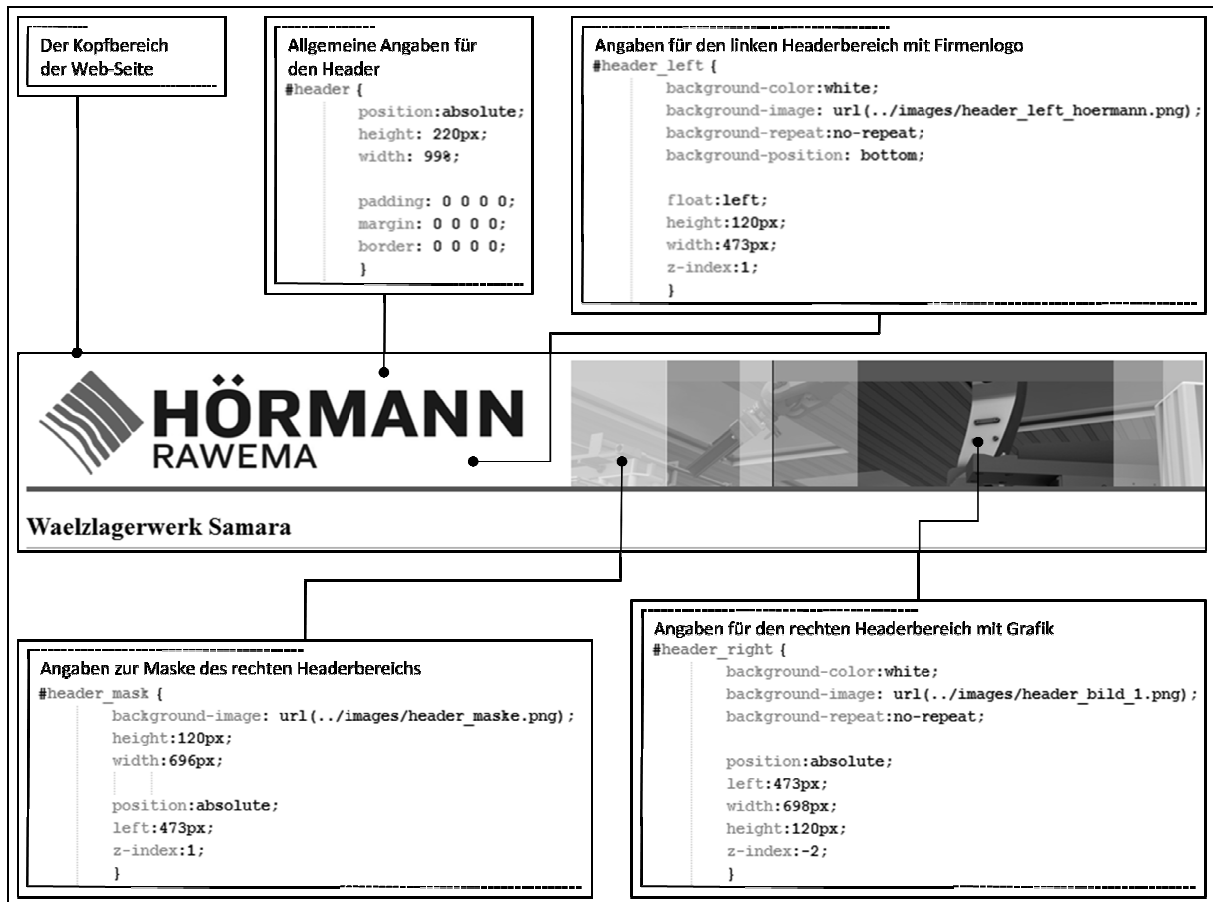 Der Kopfbereich
der Web-Seite
Allgemeine Angaben für
den Header
#header {
position:absolute;
height: 220px;
width: 99%;
padding: 0 0 0 0;
margin: 0 0 0 0;
border: 0 0 0 0;
}
Angaben für den linken Headerbereich mit Firmenlogo
#header_left {
background-color:white;
background-image: url(../images/header_left_hoermann.png);
background-repeat:no-repeat;
background-position: bottom;
float:left;
height:120px;
width:473px;
z-index:1;
}
HÖRMANN
RAWEMA
Waelzlagerwerk Samara
Angaben zur Maske des rechten Headerbereichs
#header_mask {
background-image: url(../images/header_maske.png);
height:120px;
width:696px;
position:absolute;
left:473px;
z-index:1;
}
Angaben für den rechten Headerbereich mit Grafik
#header_right {
background-color:white;
background-image: url(../images/header_bild_1.png);
background-repeat:no-repeat;
position:absolute;
left:473px;
width:698px;
height:120px;
z-index:-2;
}